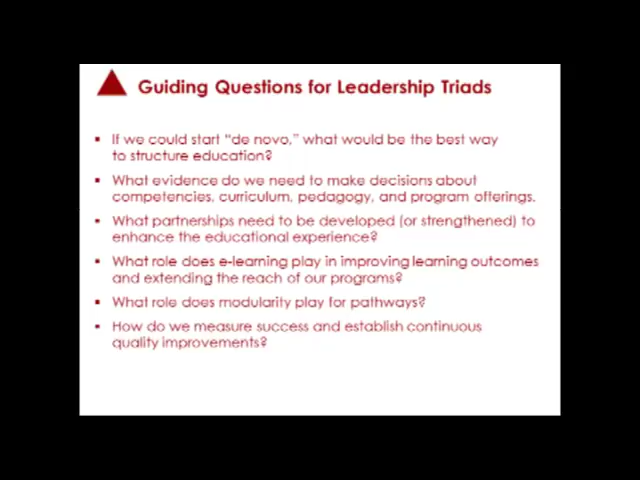 Guiding Questions for Leadership Triads
If we could start “de novo,” what would be the best way
to structure education?
What evidence do we need to make decisions about
competencies, curriculum, pedagogy, and program offerings.
What partnerships need to be developed (or strengthened) to
enhance the educational experience?
What role does e-learning play in improving learning outcomes
and extending the reach of our programs?
What role does modularity play for pathways?
How do we measure success and establish continuous
quality improvements?